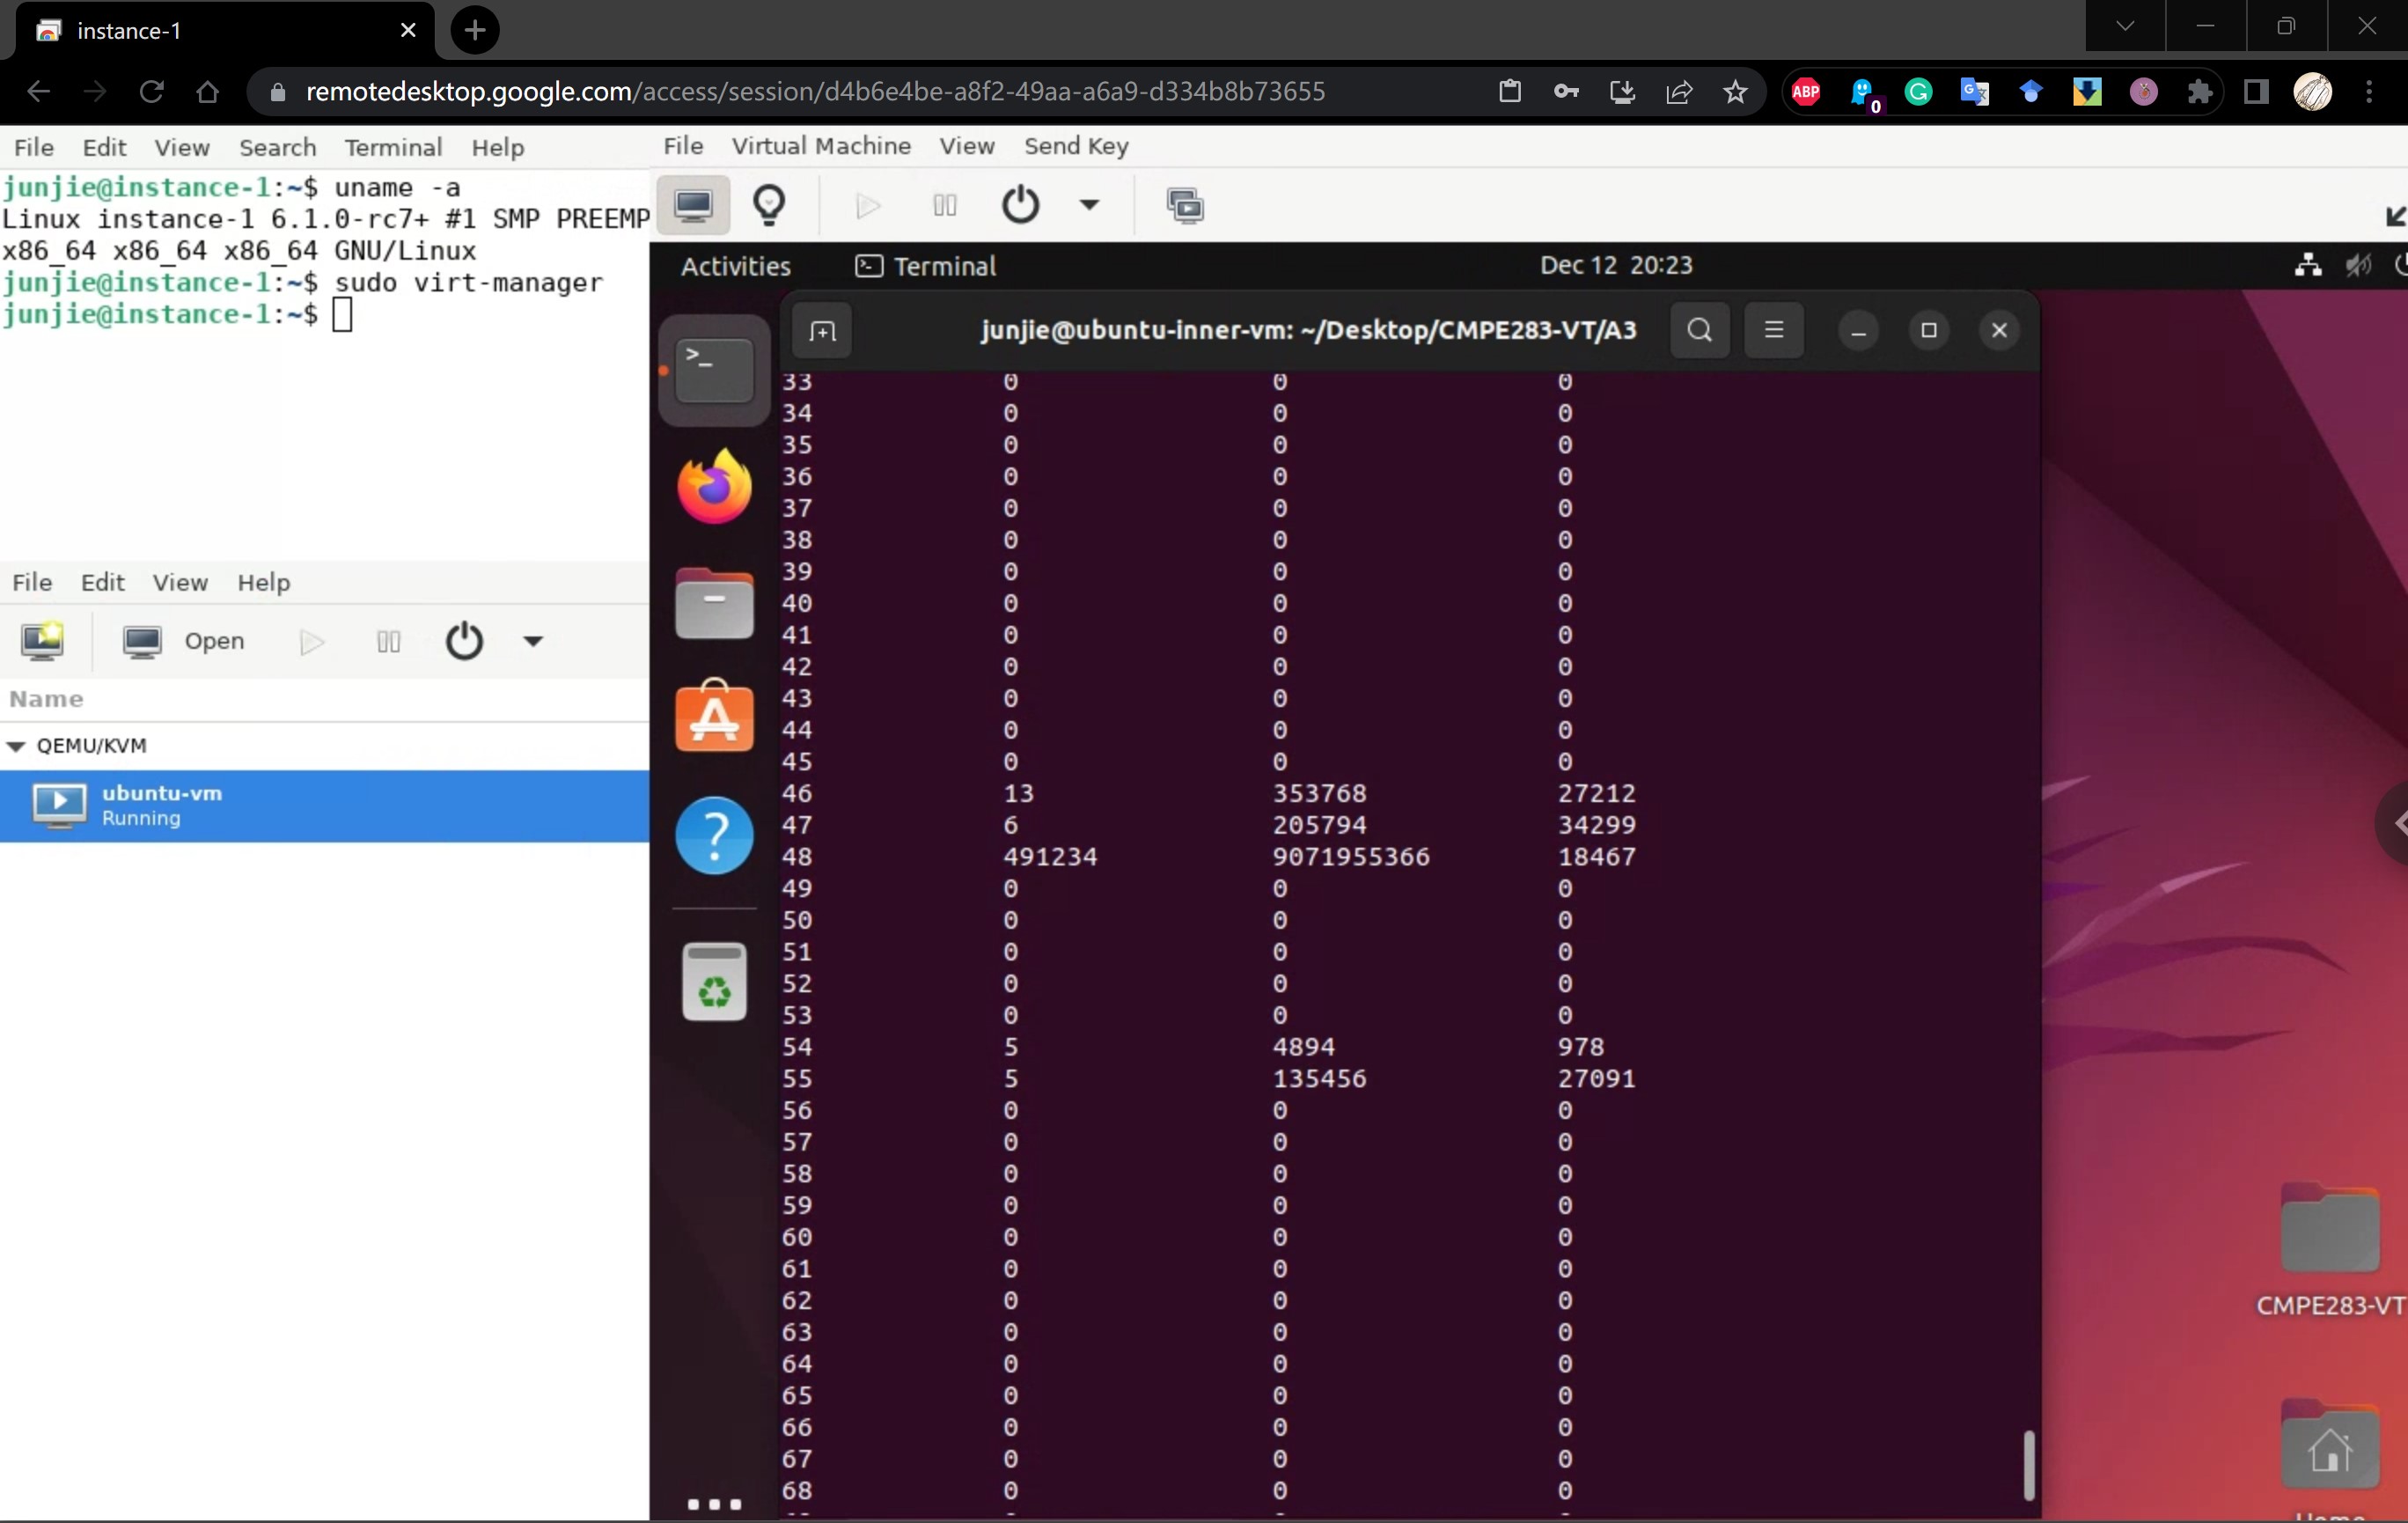 instance-1
remotedesktop.google.com/access/session/d4b6e4be-a8f2-49aa-a6a9-d334b8b73655
ABP
0
File Edit View Search Terminal Help
junjie@instance-1:~$ uname -a
Linux instance-1 6.1.0-rc7+ #1 SMP PREEMP
x86_64 x86_64 x86_64 GNU/Linux
junjie@instance-1:~$ sudo virt-manager
junjie@instance-1:~$
File Edit View Help
Open
Name
QEMU/KVM
ubuntu-vm
Running
File Virtual Machine View Send Key
Activities Terminal Dec 12 20:23
junjie@ubuntu-inner-vm: ~/Desktop/CMPE283-VT/A3
33 0 0 0
34 0 0 0
35 0 0 0
36 0 0 0
37 0 0 0
38 0 0 0
39 0 0 0
40 0 0 0
41 0 0 0
42 0 0 0
43 0 0 0
44 0 0 0
45 0 0 0
46 13 353768 27212
47 6 205794 34299
48 491234 9071955366 18467
49 0 0 0
50 0 0 0
51 0 0 0
52 0 0 0
53 0 0 0
54 5 4894 978
55 5 135456 27091
56 0 0 0
57 0 0 0
58 0 0 0
59 0 0 0
60 0 0 0
61 0 0 0
62 0 0 0
63 0 0 0
64 0 0 0
65 0 0 0
66 0 0 0
67 0 0 0
68 0 0 0
CMPE283-VT
Home